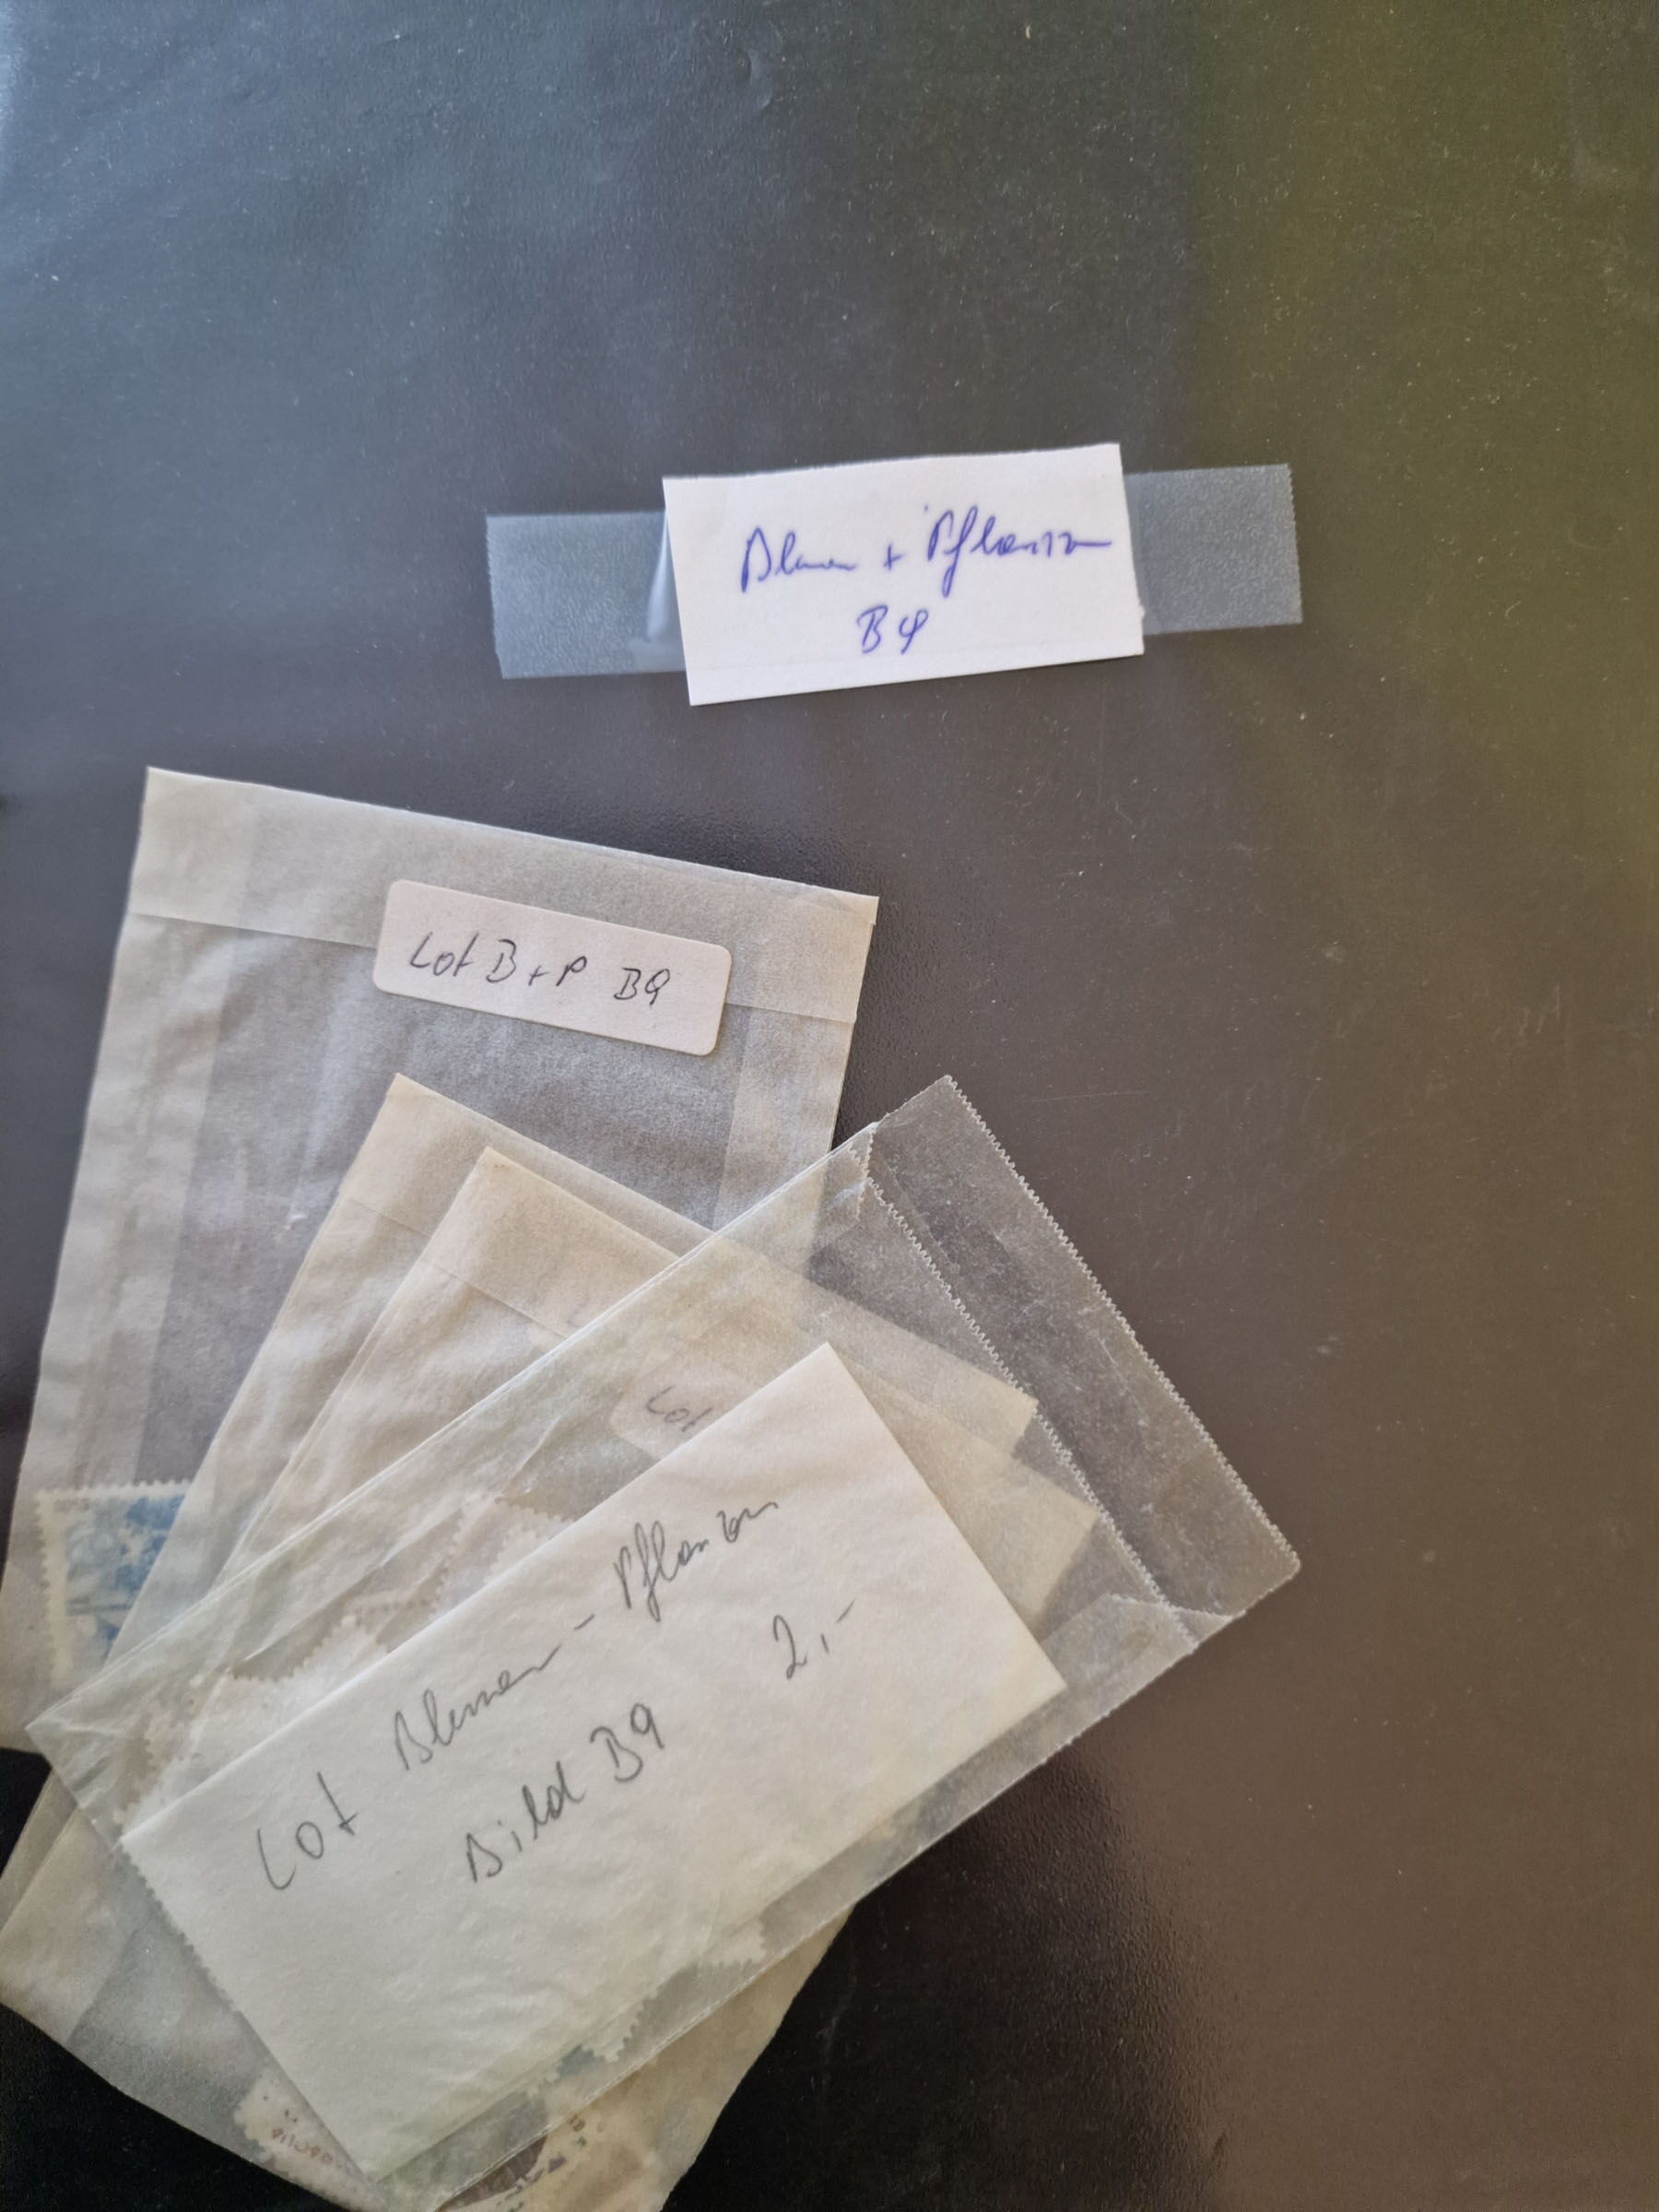 Blumen + Pflanzen
B9
Lot B+P B9
Lot
Lot Blumen - Pflanzen
Bild B9 2,-